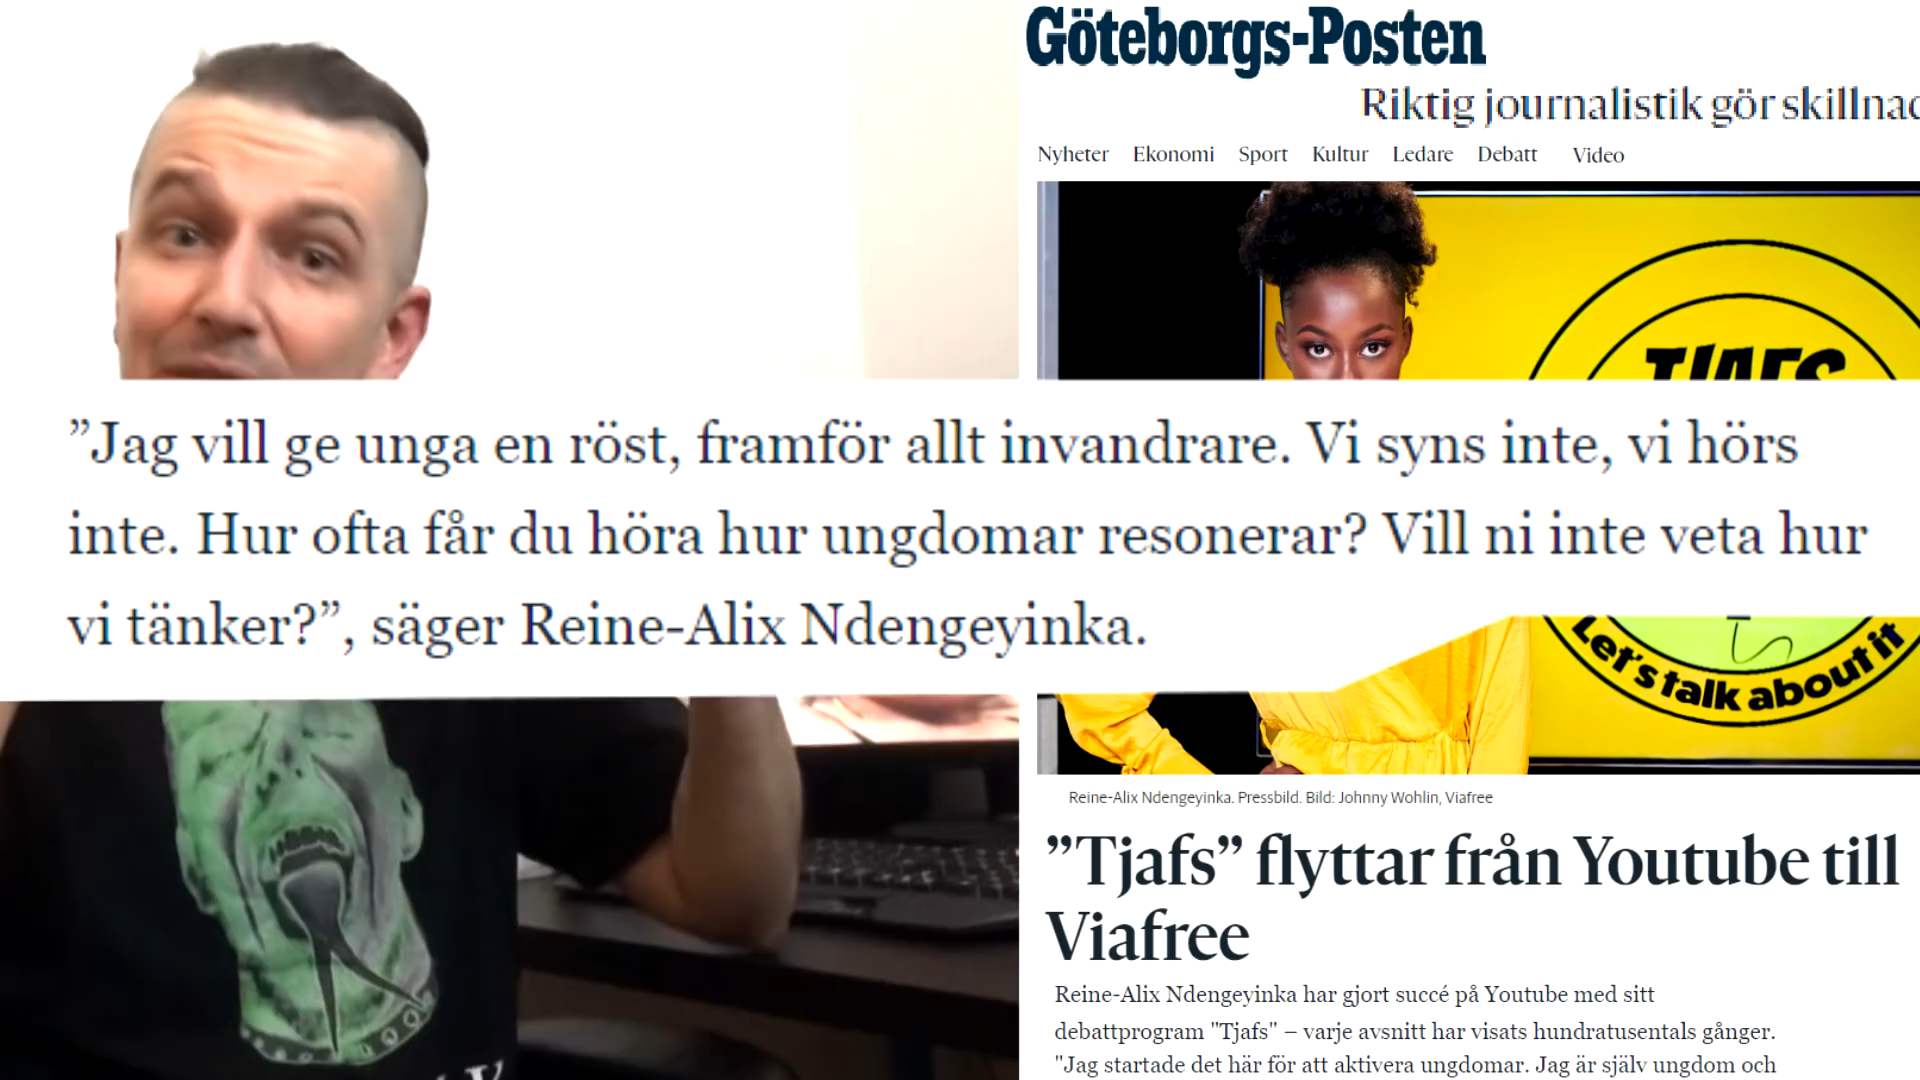 Göteborgs-Posten
Riktig journalistik gör skillnad
Nyheter Ekonomi Sport Kultur Ledare Debatt Video
TJAFS
”Jag vill ge unga en röst, framför allt invandrare. Vi syns inte, vi hörs
inte. Hur ofta får du höra hur ungdomar resonerar? Vill ni inte veta hur
vi tänker?”, säger Reine-Alix Ndengeyinka.
Let's talk about it
Reine-Alix Ndengeyinka. Pressbild. Bild: Johnny Wohlin, Viafree
”Tjafs” flyttar från Youtube till
Viafree
Reine-Alix Ndengeyinka har gjort succé på Youtube med sitt
debattprogram "Tjafs" – varje avsnitt har visats hundratusentals gånger.
"Jag startade det här för att aktivera ungdomar. Jag är själv ungdom och